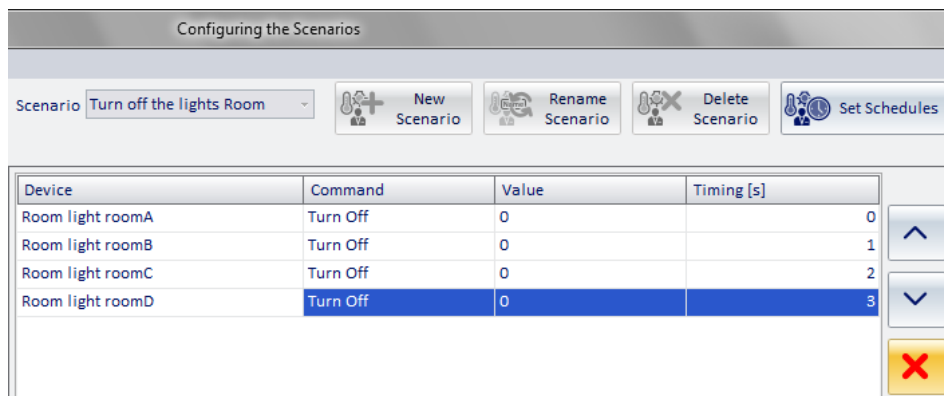 Configuring the Scenarios
Scenario Turn off the lights Room
New Scenario
Rename Scenario
Delete Scenario
Set Schedules
Device Command Value Timing [s]
Room light roomA Turn Off 0 0
Room light roomB Turn Off 0 1
Room light roomC Turn Off 0 2
Room light roomD Turn Off 0 3